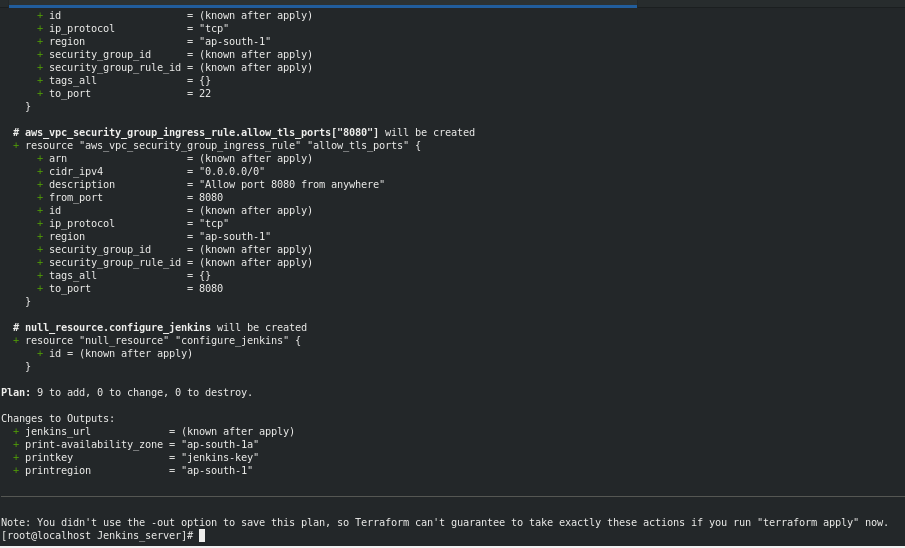 + id = (known after apply)
+ ip_protocol = "tcp"
+ region = "ap-south-1"
+ security_group_id = (known after apply)
+ security_group_rule_id = (known after apply)
+ tags_all = {}
+ to_port = 22
}
# aws_vpc_security_group_ingress_rule.allow_tls_ports["8080"] will be created
+ resource "aws_vpc_security_group_ingress_rule" "allow_tls_ports" {
+ arn = (known after apply)
+ cidr_ipv4 = "0.0.0.0/0"
+ description = "Allow port 8080 from anywhere"
+ from_port = 8080
+ id = (known after apply)
+ ip_protocol = "tcp"
+ region = "ap-south-1"
+ security_group_id = (known after apply)
+ security_group_rule_id = (known after apply)
+ tags_all = {}
+ to_port = 8080
}
# null_resource.configure_jenkins will be created
+ resource "null_resource" "configure_jenkins" {
+ id = (known after apply)
}
Plan: 9 to add, 0 to change, 0 to destroy.
Changes to Outputs:
+ jenkins_url = (known after apply)
+ print-availability_zone = "ap-south-1a"
+ printkey = "jenkins-key"
+ printregion = "ap-south-1"
Note: You didn't use the -out option to save this plan, so Terraform can't guarantee to take exactly these actions if you run "terraform apply" now.
[root@localhost Jenkins_server]#